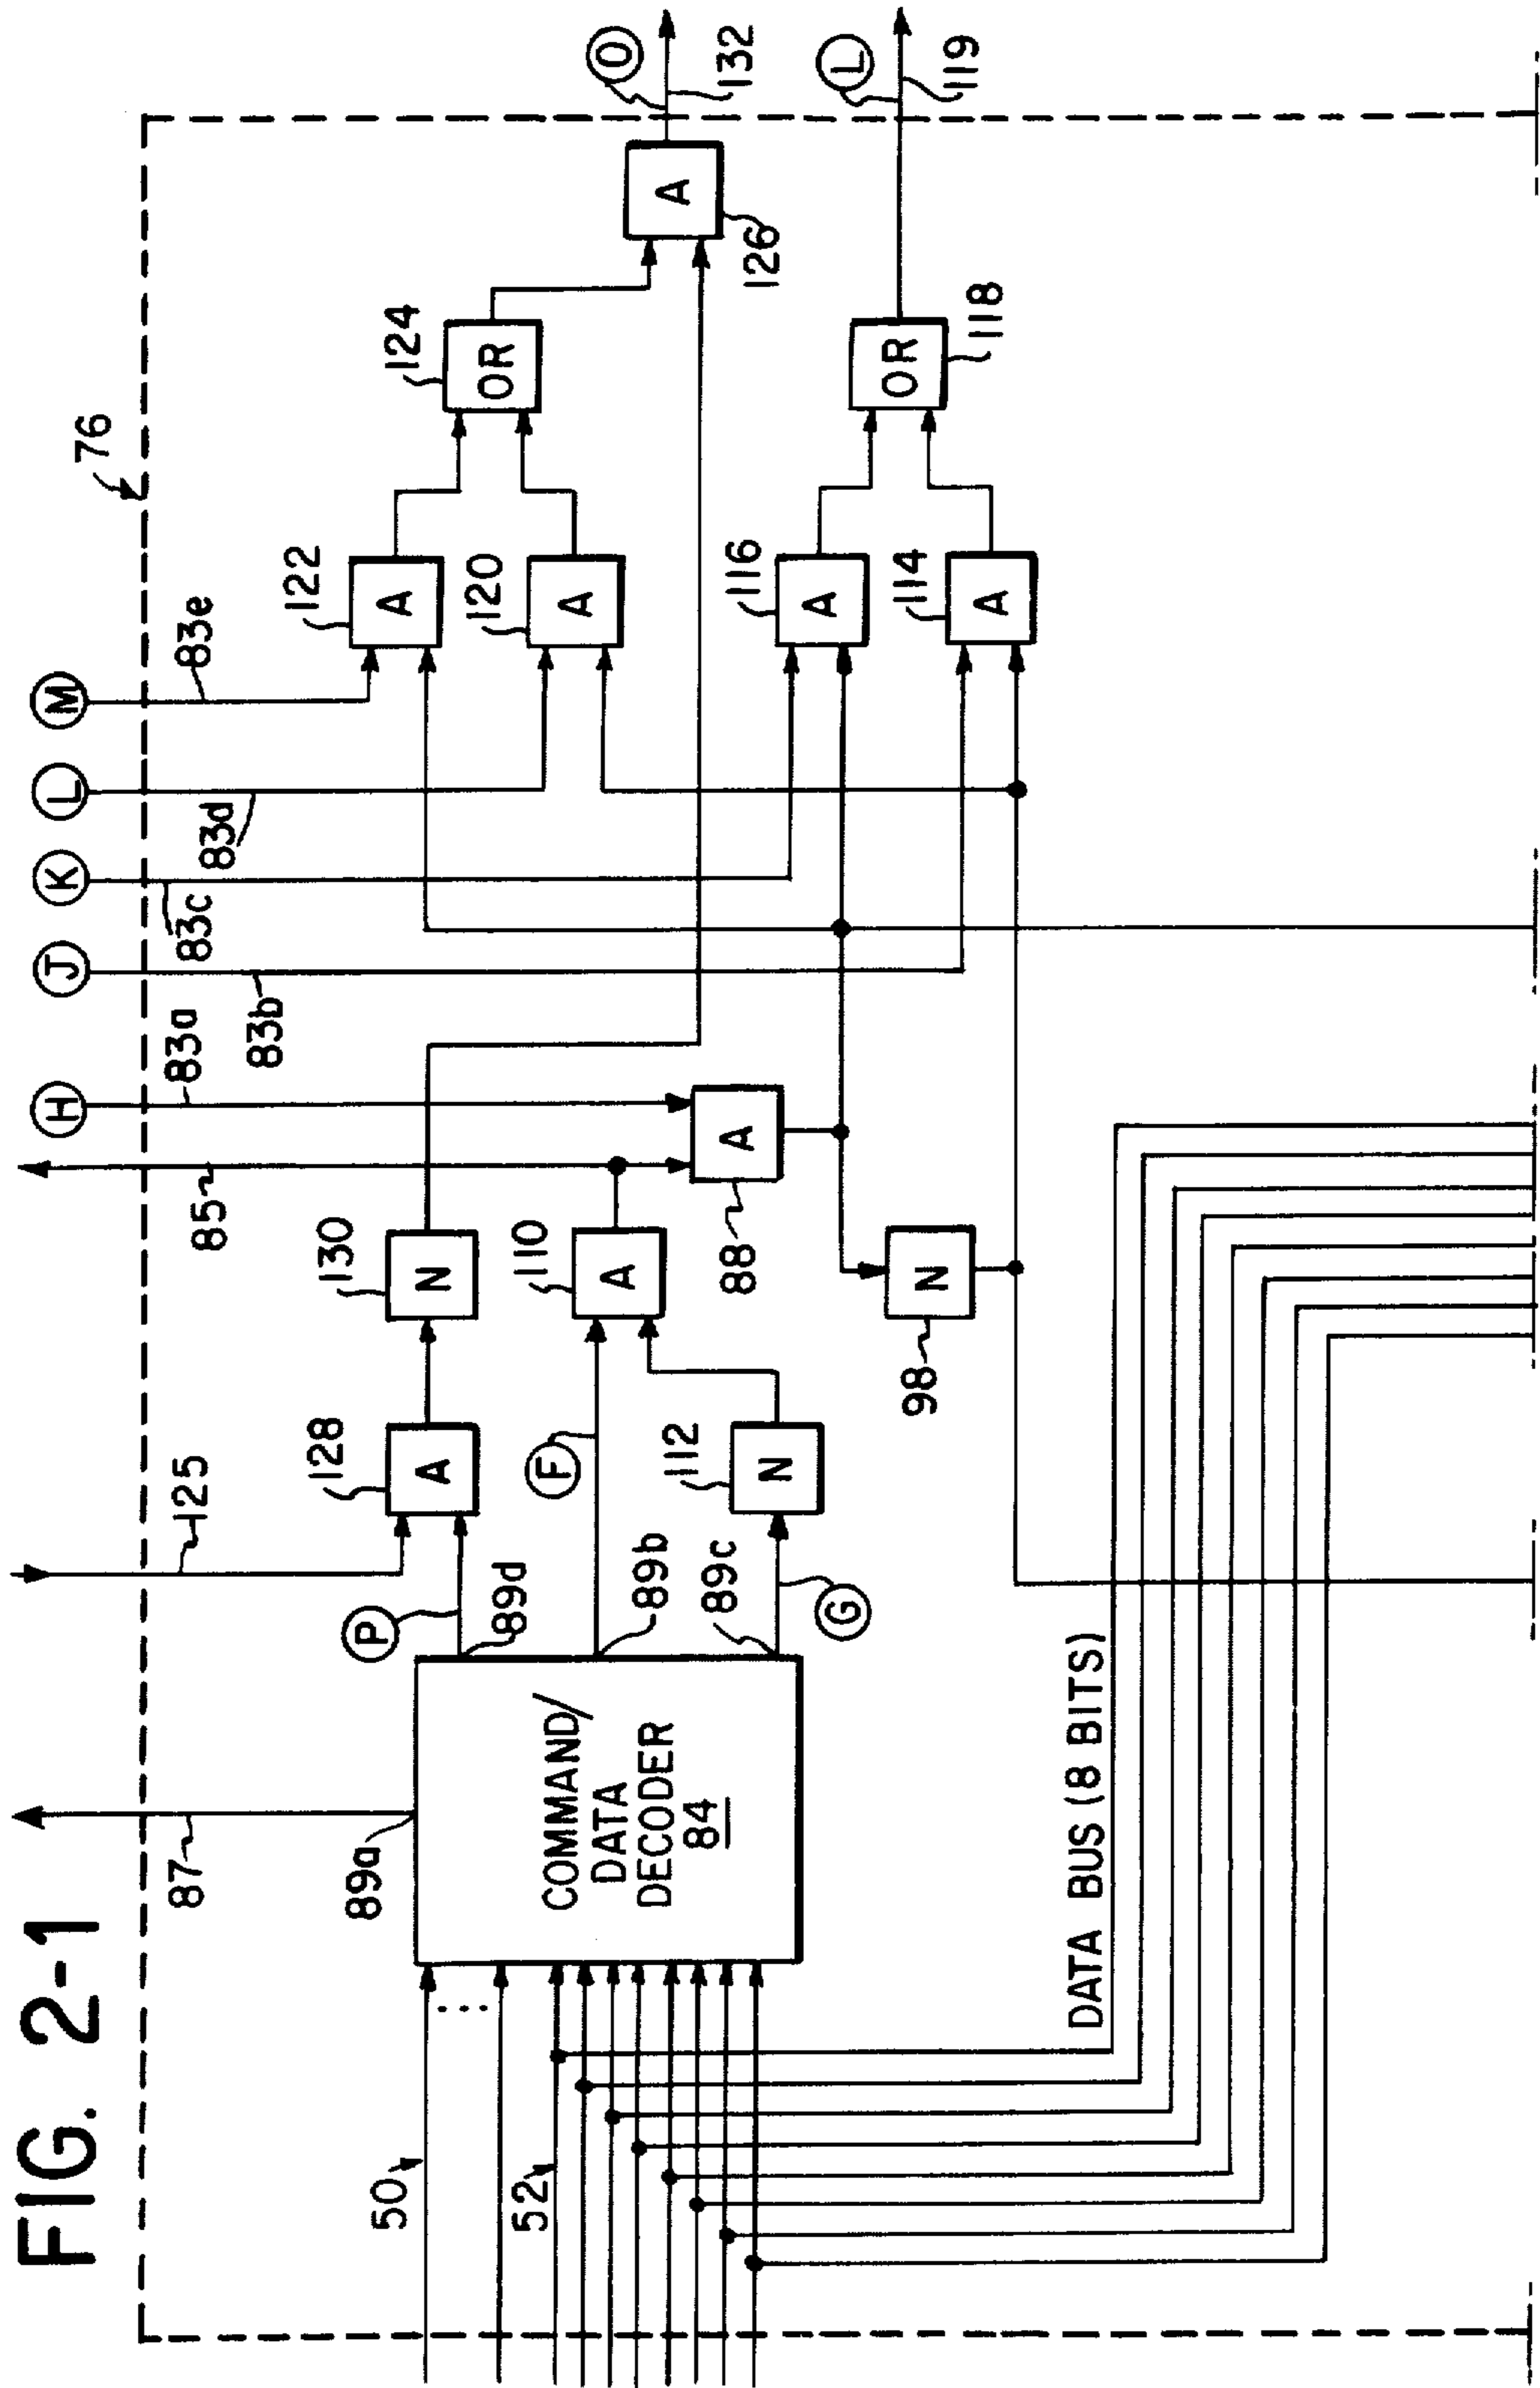 FIG. 2-1
76
87
125
85
H
83a
J
83b
K
83c
L
83d
M
83e
50
52
89a
COMMAND/
DATA
DECODER
84
P
89d
F
89b
89c
G
128
A
130
N
112
N
110
A
88
A
98
N
122
A
120
A
116
A
114
A
124
OR
118
OR
126
A
O
132
L
119
DATA BUS (8 BITS)